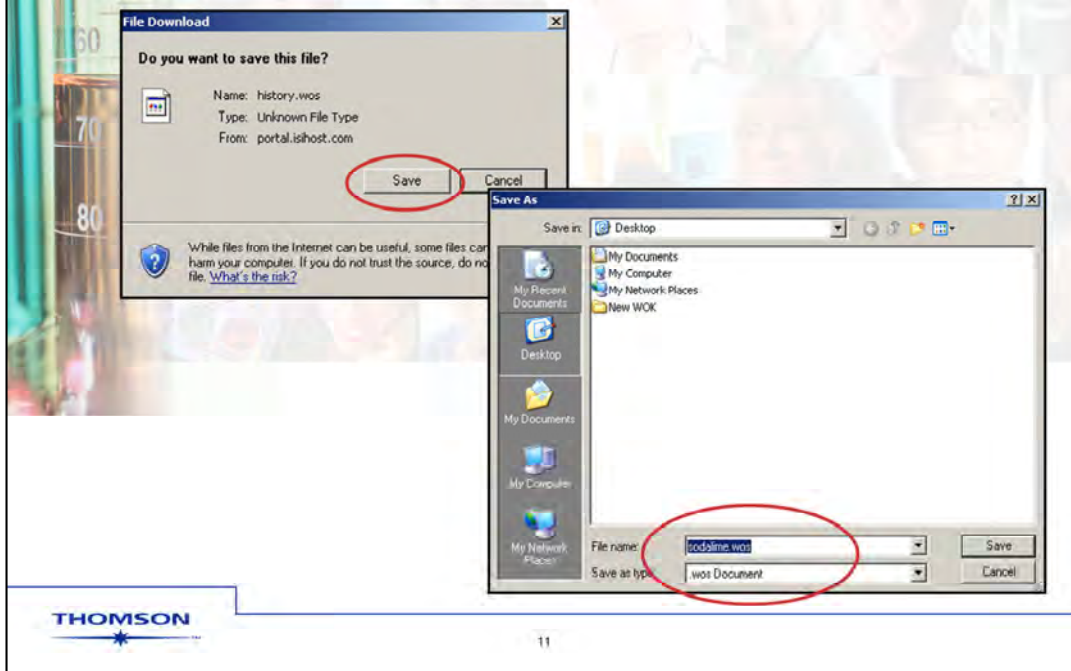 60
70
80
File Download
Do you want to save this file?
Name: history.wos
Type: Unknown File Type
From: portal.isihost.com
Save
Cancel
While files from the Internet can be useful, some files can
harm your computer. If you do not trust the source, do no
file. What's the risk?
Save As
Save in:
Desktop
My Recent
Documents
Desktop
My Documents
My Computer
My Network
Places
My Documents
My Computer
My Network Places
New WOK
File name:
sodalime.wos
Save
Save as type
.wos Document
Cancel
THOMSON
11